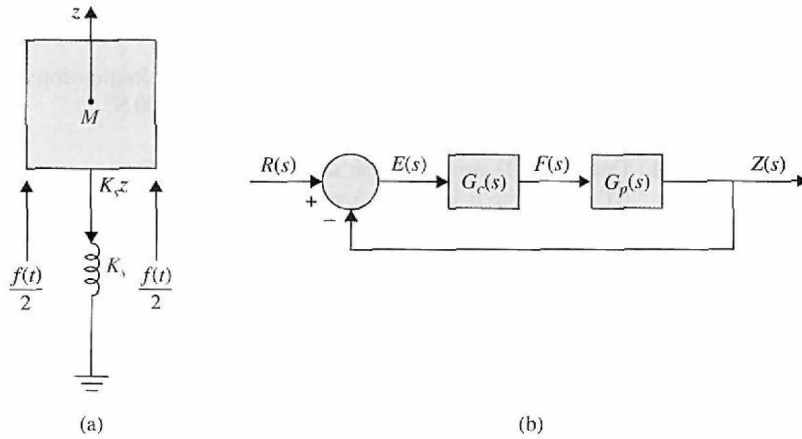 z
M
K_s z
K_s
f(t)/2
f(t)/2
(a)
R(s)
+
−
E(s)
G_c(s)
F(s)
G_p(s)
Z(s)
(b)